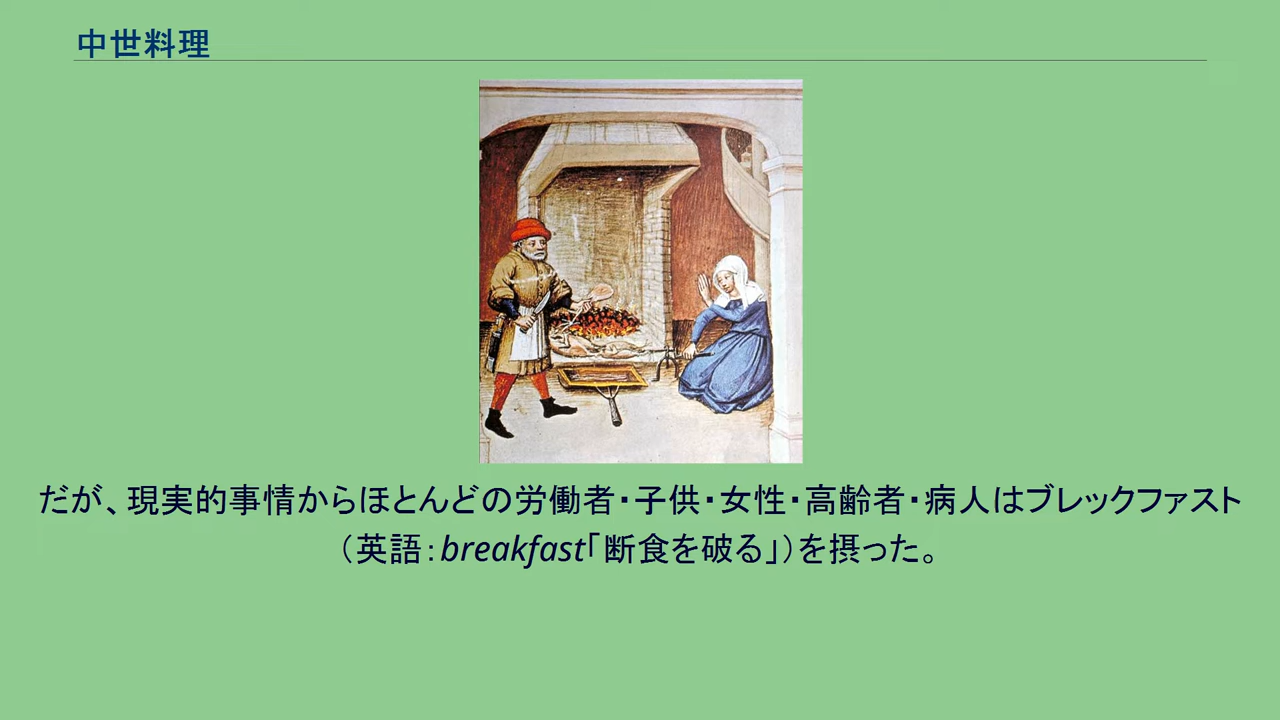 中世料理
だが、現実的事情からほとんどの労働者・子供・女性・高齢者・病人はブレックファスト
（英語：breakfast「断食を破る」）を摂った。